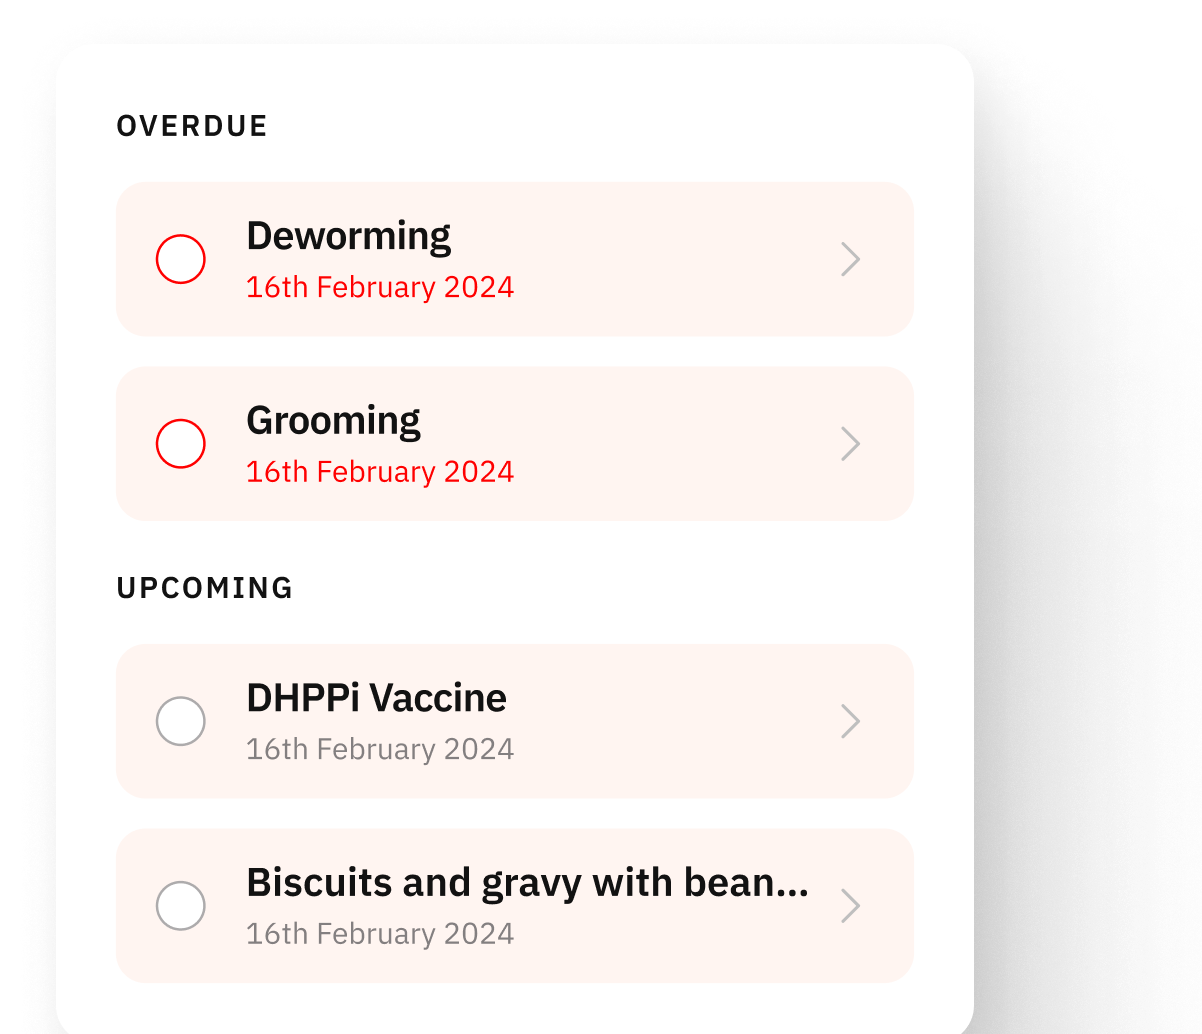 OVERDUE
Deworming
16th February 2024
Grooming
16th February 2024
UPCOMING
DHPPi Vaccine
16th February 2024
Biscuits and gravy with bean...
16th February 2024